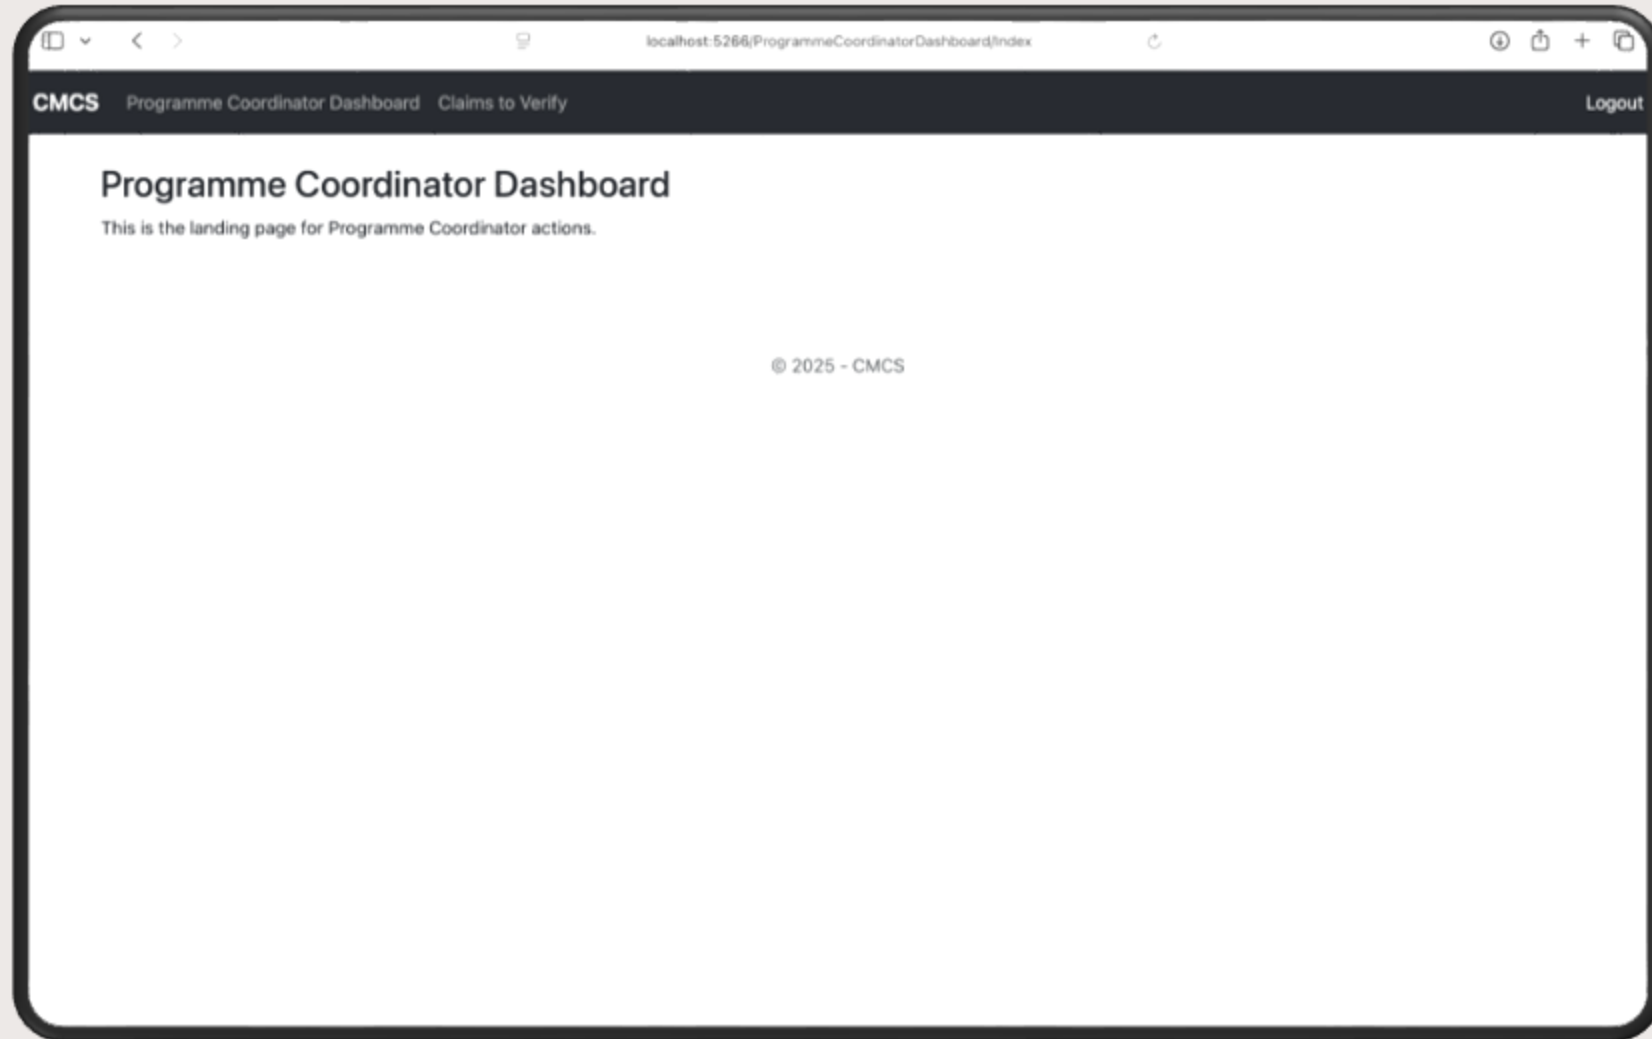 localhost:5266/ProgrammeCoordinatorDashboard/Index
CMCS Programme Coordinator Dashboard Claims to Verify Logout
Programme Coordinator Dashboard
This is the landing page for Programme Coordinator actions.
© 2025 - CMCS